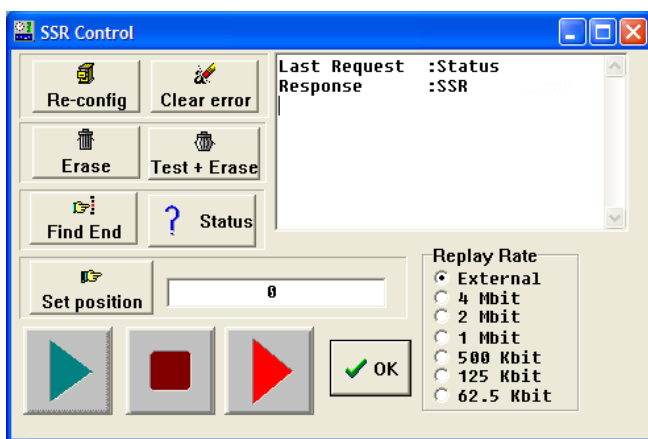 SSR Control
Re-config
Clear error
Last Request :Status
Response :SSR
Erase
Test + Erase
Find End
? Status
Set position
0
Replay Rate
External
4 Mbit
2 Mbit
1 Mbit
500 Kbit
125 Kbit
62.5 Kbit
OK